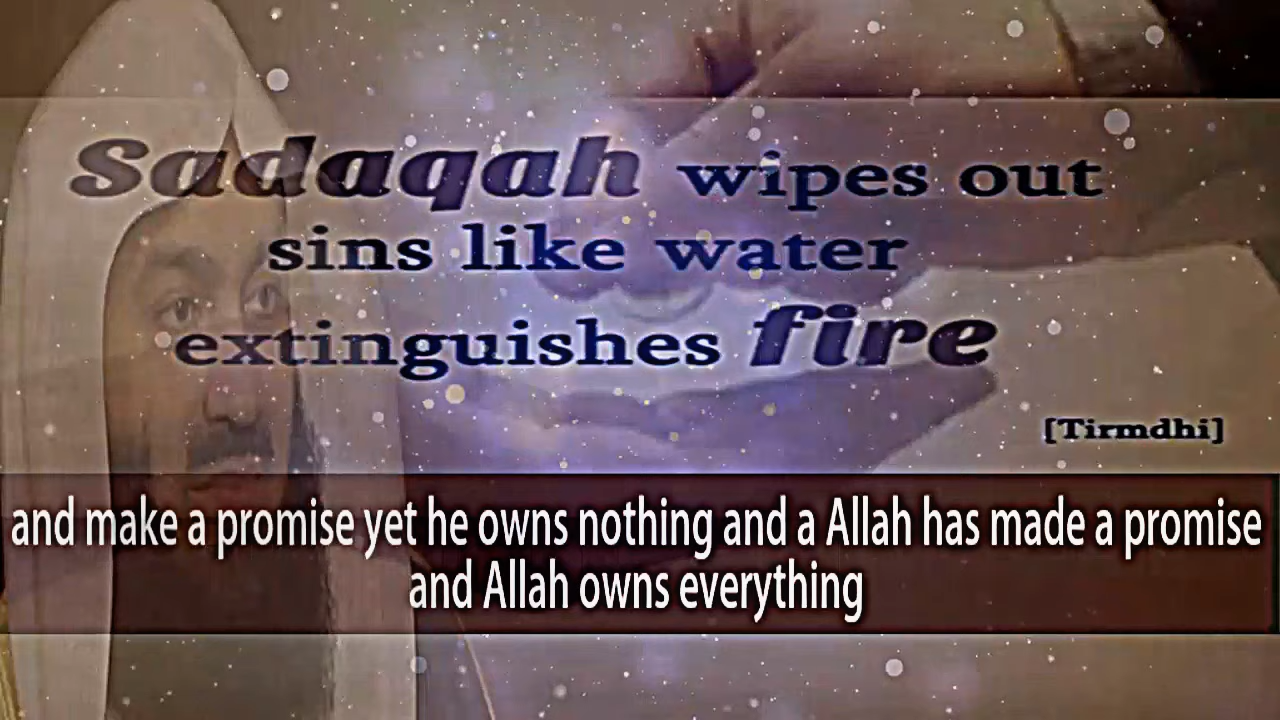 Sadaqah wipes out
sins like water
extinguishes fire
[Tirmdhi]
and make a promise yet he owns nothing and a Allah has made a promise
and Allah owns everything